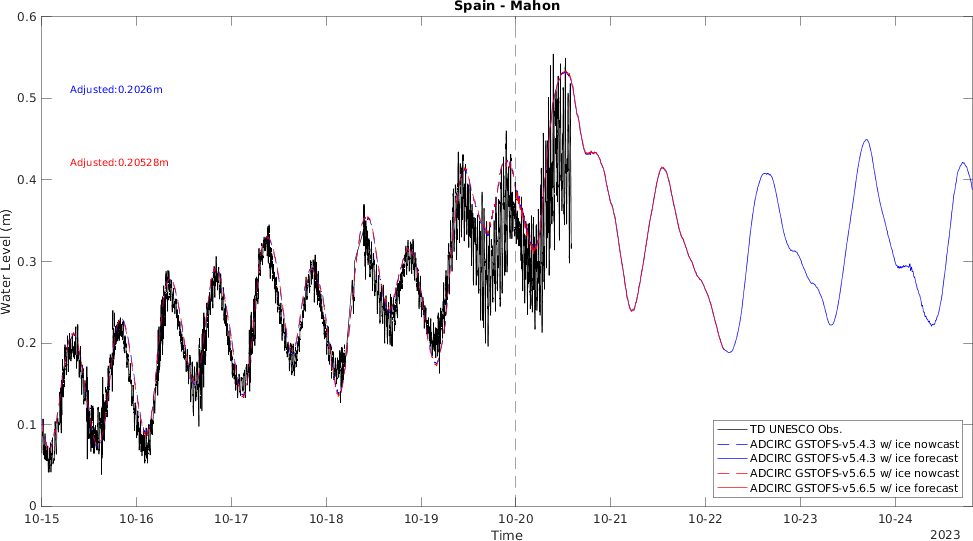 Spain - Mahon
0.6
0.5
0.4
0.3
0.2
0.1
0
Water Level (m)
Adjusted:0.2026m
Adjusted:0.20528m
TD UNESCO Obs.
ADCIRC GSTOFS-v5.4.3 w/ ice nowcast
ADCIRC GSTOFS-v5.4.3 w/ ice forecast
ADCIRC GSTOFS-v5.6.5 w/ ice nowcast
ADCIRC GSTOFS-v5.6.5 w/ ice forecast
10-15 10-16 10-17 10-18 10-19 10-20 10-21 10-22 10-23 10-24
Time
2023